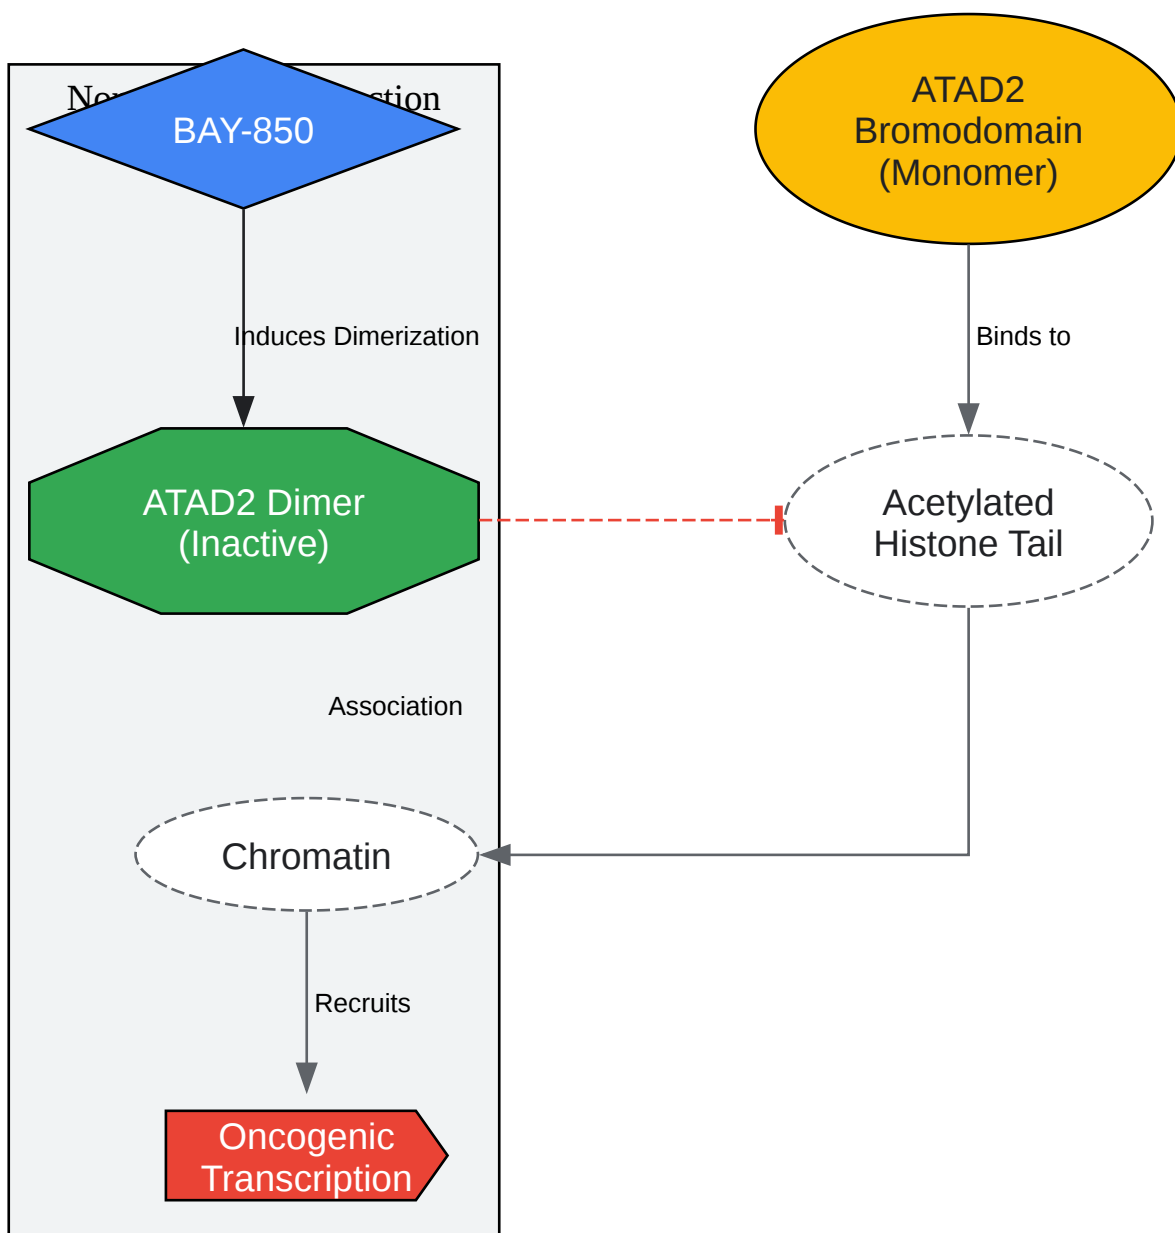 BAY-850
ATAD2
Bromodomain
(Monomer)
Induces Dimerization
Binds to
ATAD2 Dimer
(Inactive)
Acetylated
Histone Tail
Association
Chromatin
Recruits
Oncogenic
Transcription